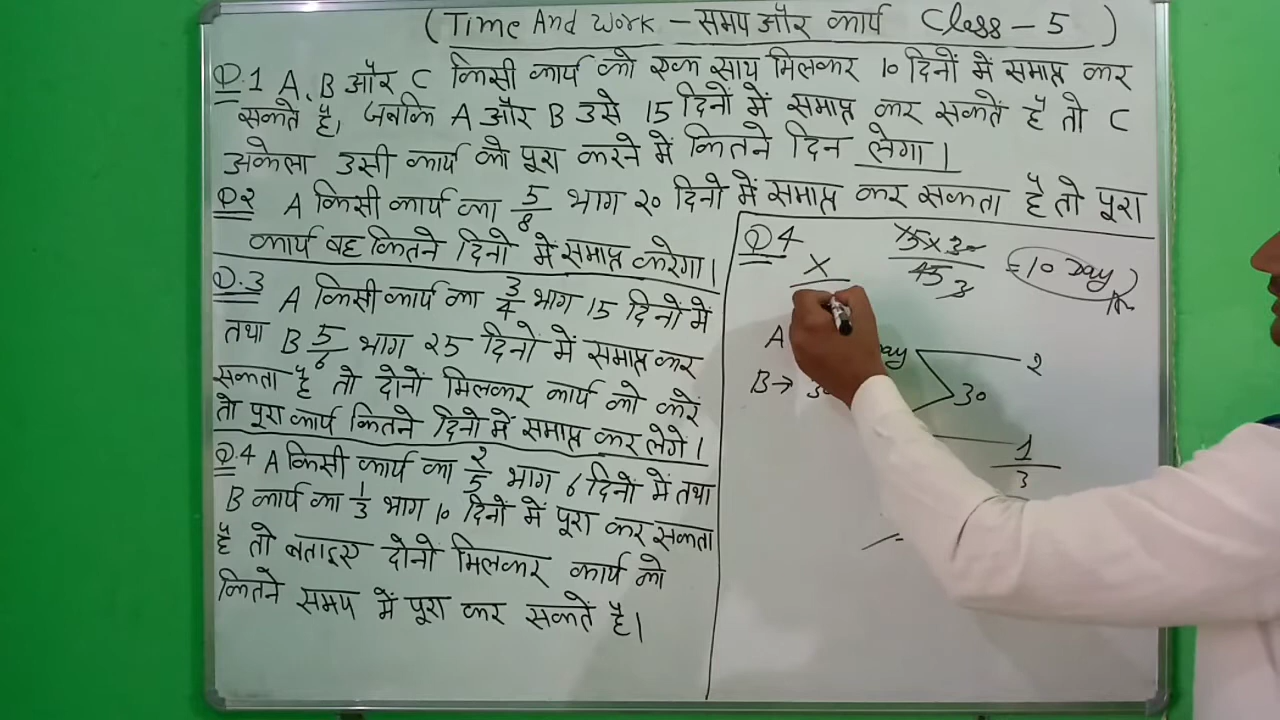 (Time And Work - समय और कार्य Class - 5)
Q.1 A, B और C किसी कार्य को एक साथ मिलकर 10 दिनों में समाप्त कर
सकते है, जबकि A और B उसे 15 दिनों में समाप्त कर सकते है तो C
अकेला उसी कार्य को पूरा करने में कितने दिन लेगा।
Q2 A किसी कार्य का 5/8 भाग 20 दिनों में समाप्त कर सकता है तो पूरा
कार्य वह कितने दिनों में समाप्त करेगा।
Q.3 A किसी कार्य का 3/4 भाग 15 दिनों में
तथा B 5/6 भाग 25 दिनों में समाप्त कर
सकता है तो दोनों मिलकर कार्य को करें
तो पूरा कार्य कितने दिनों में समाप्त कर लेगे।
Q.4 A किसी कार्य का 2/5 भाग 6 दिनों में तथा
B कार्य का 1/3 भाग 10 दिनों में पूरा कर सकता
है तो बताइए दोनों मिलकर कार्य को
कितने समय में पूरा कर सकते है।
Q4
X
15 x 30 / 45 3 = 10 Day
A
B → 30
2
30
1
3